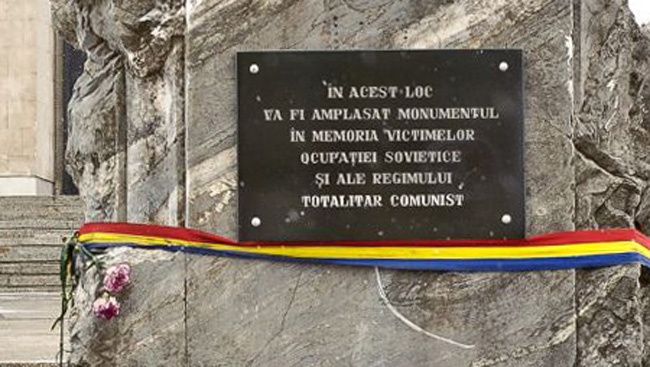 ÎN ACEST LOC
VA FI AMPLASAT MONUMENTUL
ÎN MEMORIA VICTIMELOR
OCUPAȚIEI SOVIETICE
ȘI ALE REGIMULUI
TOTALITAR COMUNIST